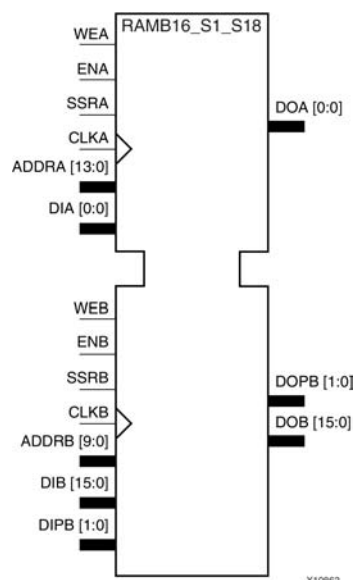 RAMB16_S1_S18
WEA
ENA
SSRA
CLKA
ADDRA [13:0]
DIA [0:0]
DOA [0:0]
WEB
ENB
SSRB
CLKB
ADDRB [9:0]
DIB [15:0]
DIPB [1:0]
DOPB [1:0]
DOB [15:0]